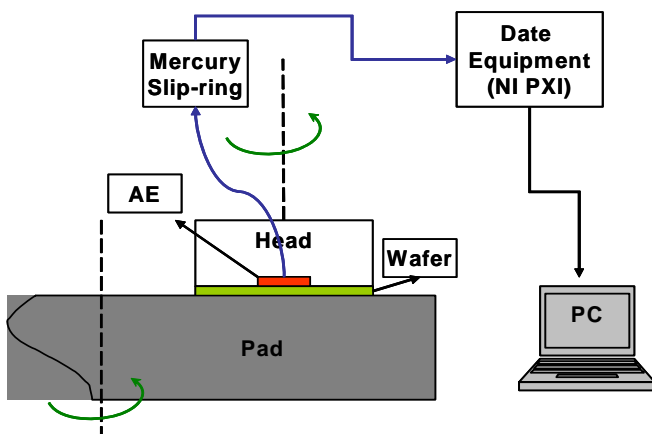 Mercury
Slip-ring
Date
Equipment
(NI PXI)
AE
Head
Wafer
PC
Pad